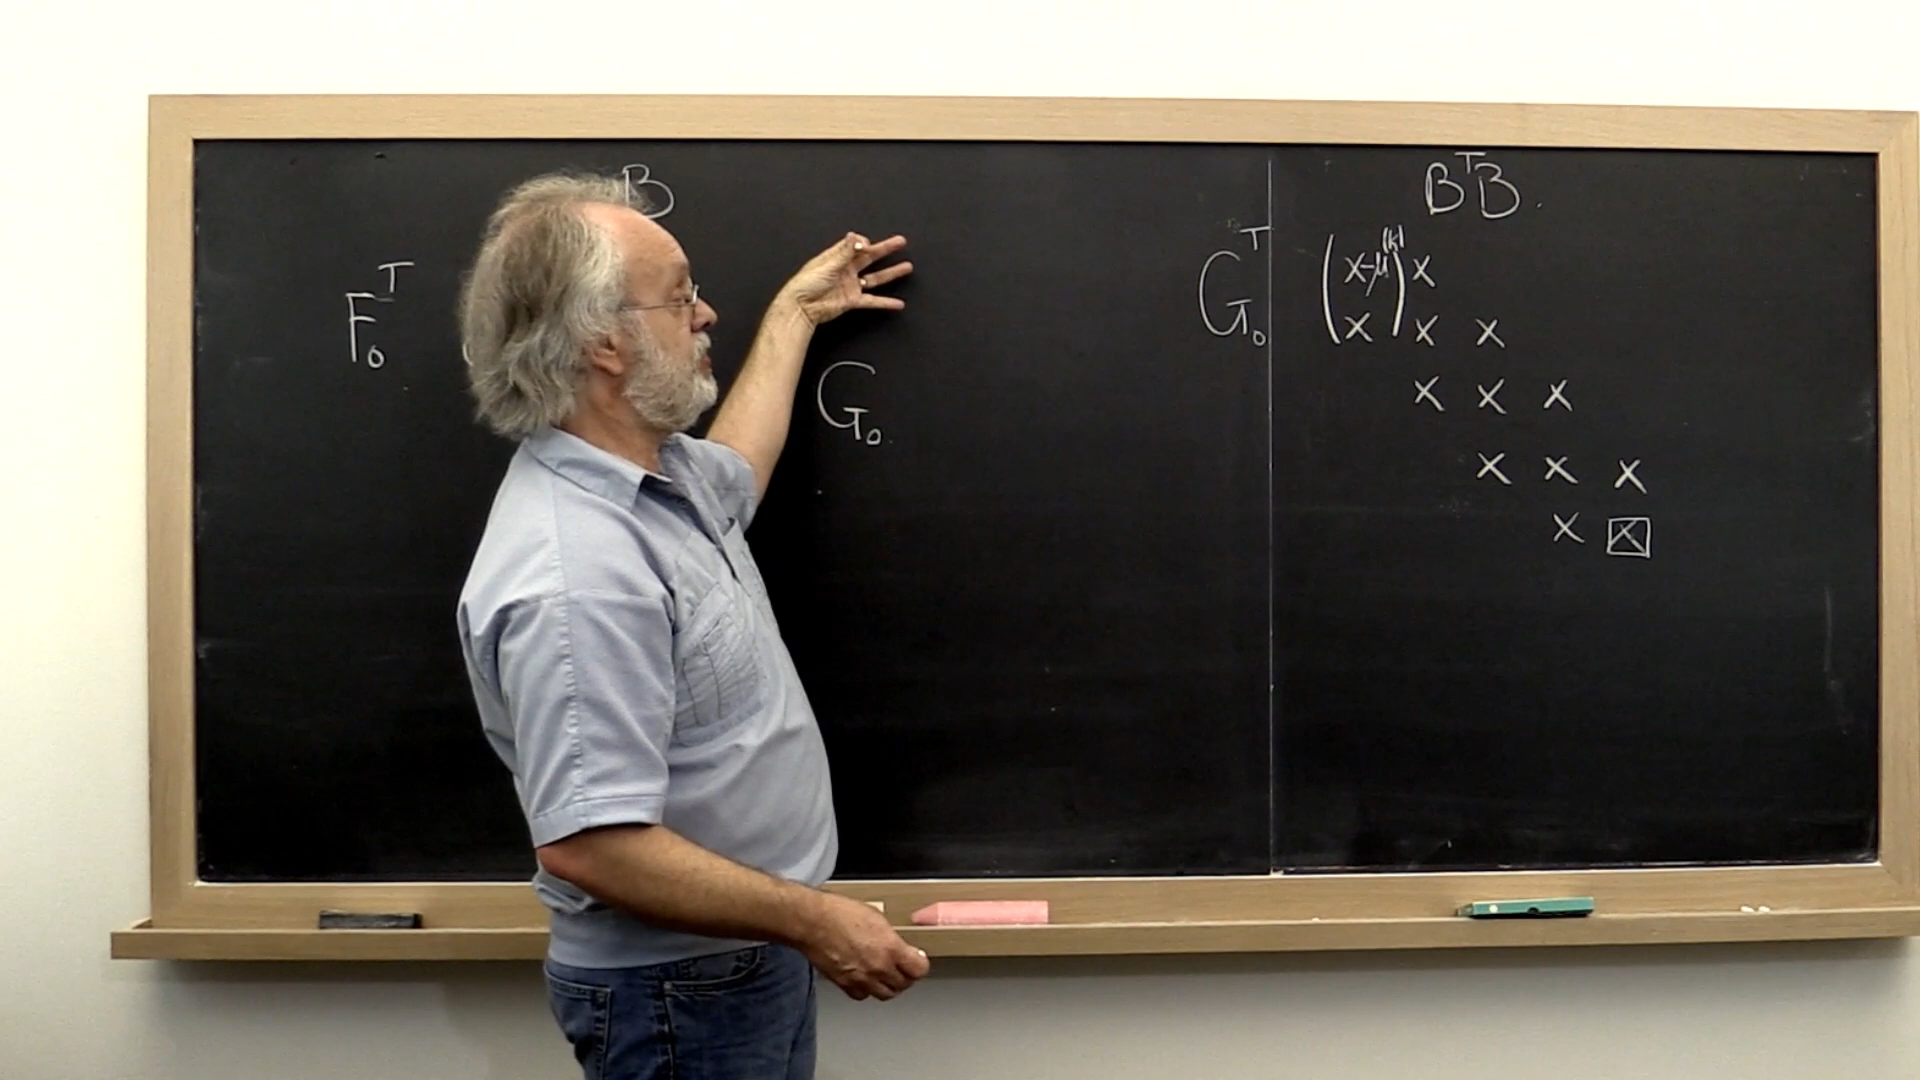 B
F₀ᵀ
G₀
BᵀB.
G₀ᵀ
(x-μ⁽ᵏ⁾) x
(x) x x
x x x
x x x
x x